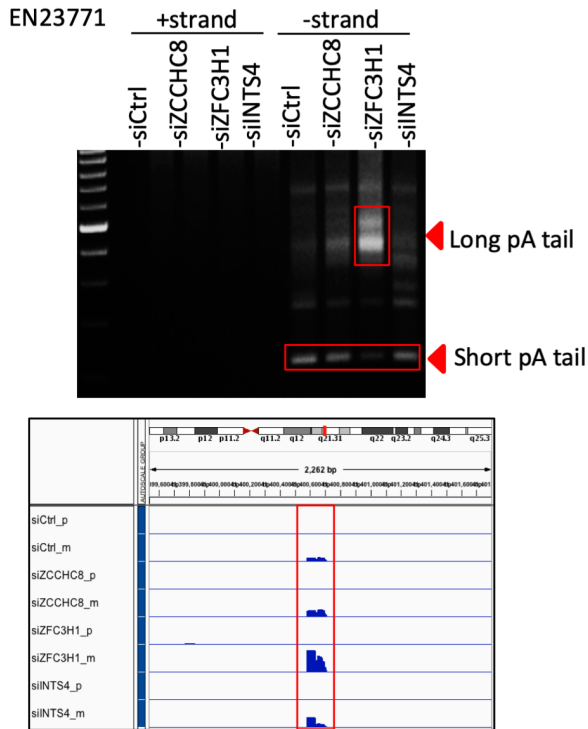 EN23771
+strand
-strand
-siCtrl
-siZCCHC8
-siZFC3H1
-siINTS4
-siCtrl
-siZCCHC8
-siZFC3H1
-siINTS4
Long pA tail
Short pA tail
AUTOSCALE GROUP
p13.2 p12 p11.2 q11.2 q12 q21.31 q22 q23.2 q24.3 q25.3
2,262 bp
siCtrl_p
siCtrl_m
siZCCHC8_p
siZCCHC8_m
siZFC3H1_p
siZFC3H1_m
siINTS4_p
siINTS4_m